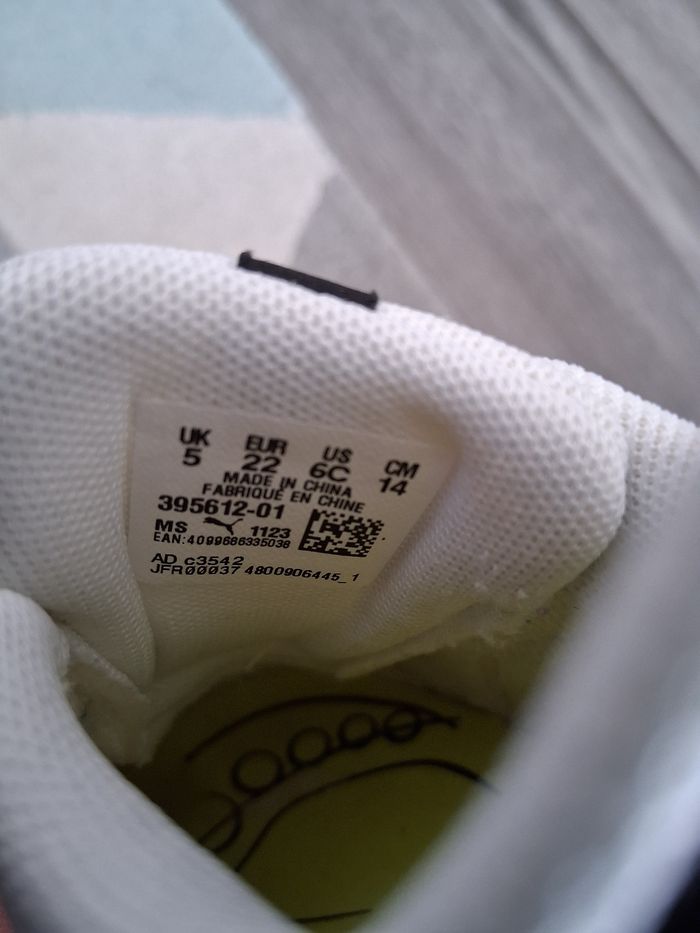 UK EUR US CM
5 22 6C 14
MADE IN CHINA
FABRIQUÉ EN CHINE
395612-01
MS 1123
EAN:4099686335038
AD c3542
JFR00037 4800906445_1